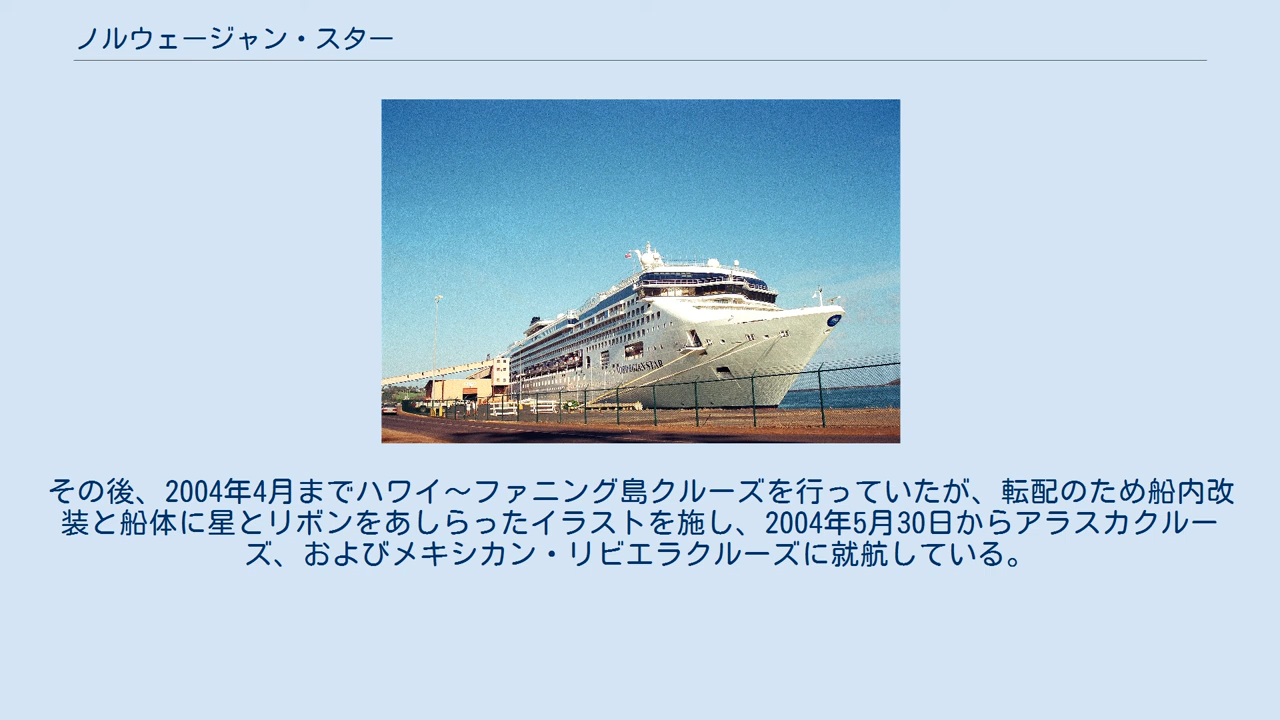 ノルウェージャン・スター
NORWEGIAN STAR
その後、2004年4月までハワイ～ファニング島クルーズを行っていたが、転配のため船内改
装と船体に星とリボンをあしらったイラストを施し、2004年5月30日からアラスカクルー
ズ、およびメキシカン・リビエラクルーズに就航している。